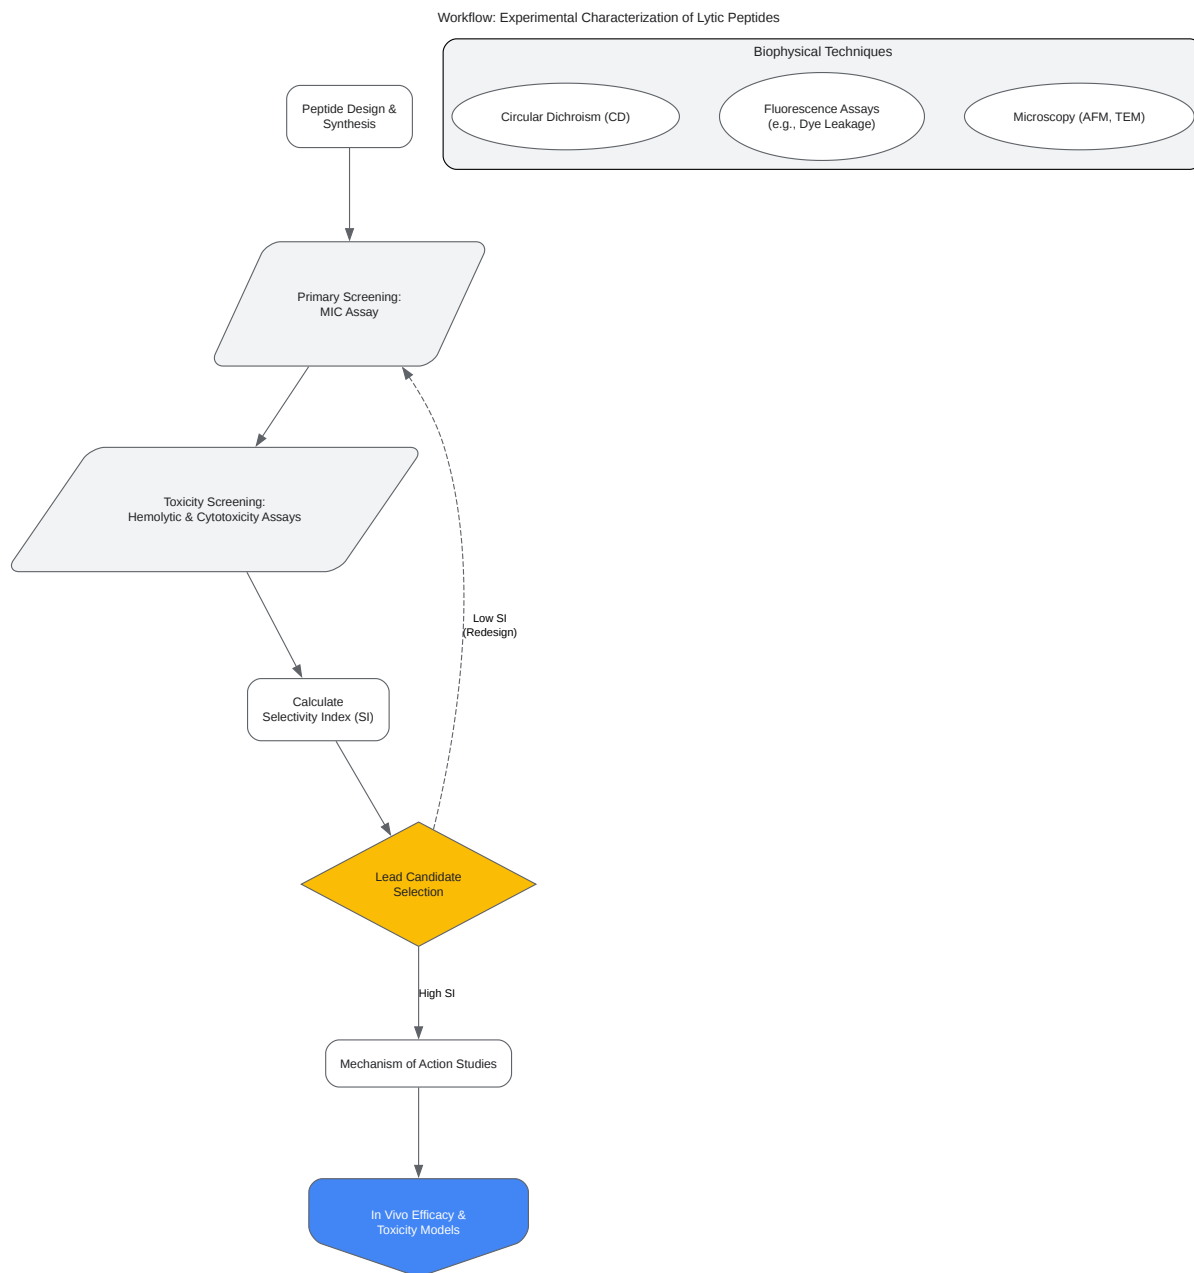 Workflow: Experimental Characterization of Lytic Peptides
Biophysical Techniques
Circular Dichroism (CD)
Fluorescence Assays
(e.g., Dye Leakage)
Microscopy (AFM, TEM)
Peptide Design &
Synthesis
Primary Screening:
MIC Assay
Toxicity Screening:
Hemolytic & Cytotoxicity Assays
Low SI
(Redesign)
Calculate
Selectivity Index (SI)
Lead Candidate
Selection
High SI
Mechanism of Action Studies
In Vivo Efficacy &
Toxicity Models